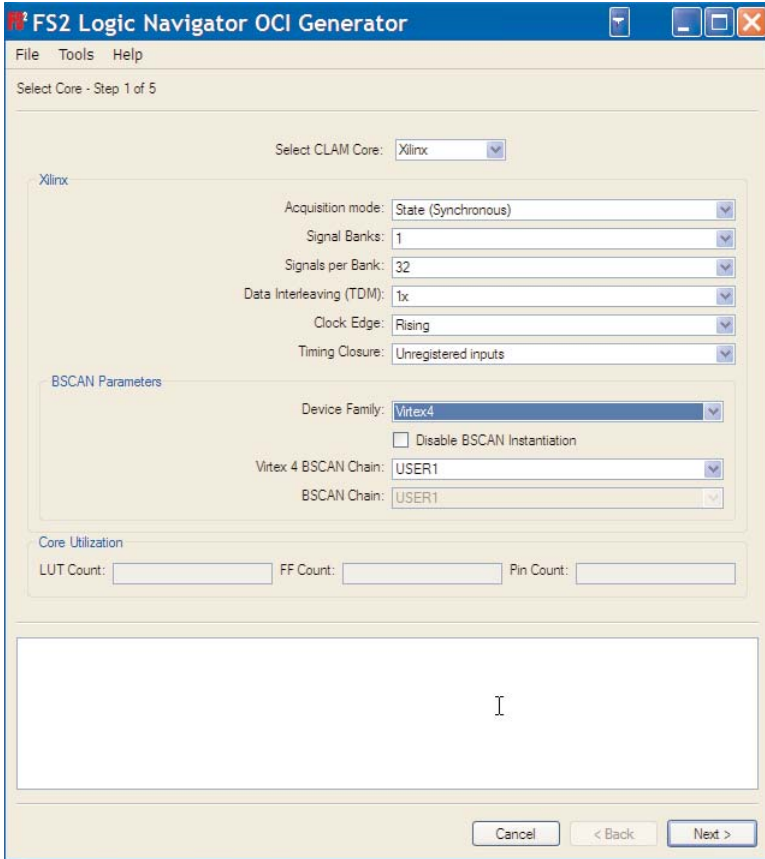 FS2 FS2 Logic Navigator OCI Generator
File Tools Help
Select Core - Step 1 of 5
Select CLAM Core: Xilinx
Xilinx
Acquisition mode: State (Synchronous)
Signal Banks: 1
Signals per Bank: 32
Data Interleaving (TDM): 1x
Clock Edge: Rising
Timing Closure: Unregistered inputs
BSCAN Parameters
Device Family: Virtex4
Disable BSCAN Instantiation
Virtex 4 BSCAN Chain: USER1
BSCAN Chain: USER1
Core Utilization
LUT Count: FF Count: Pin Count:
Cancel < Back Next >